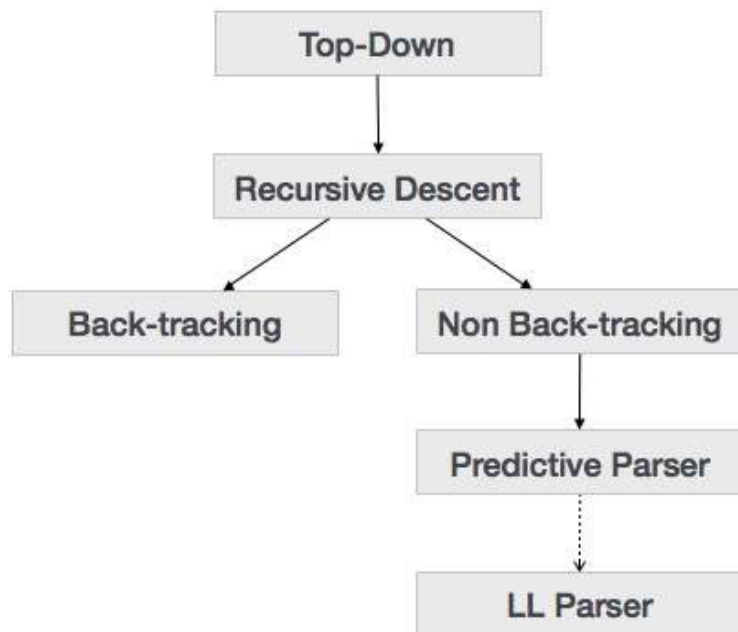 Top-Down
Recursive Descent
Back-tracking
Non Back-tracking
Predictive Parser
LL Parser